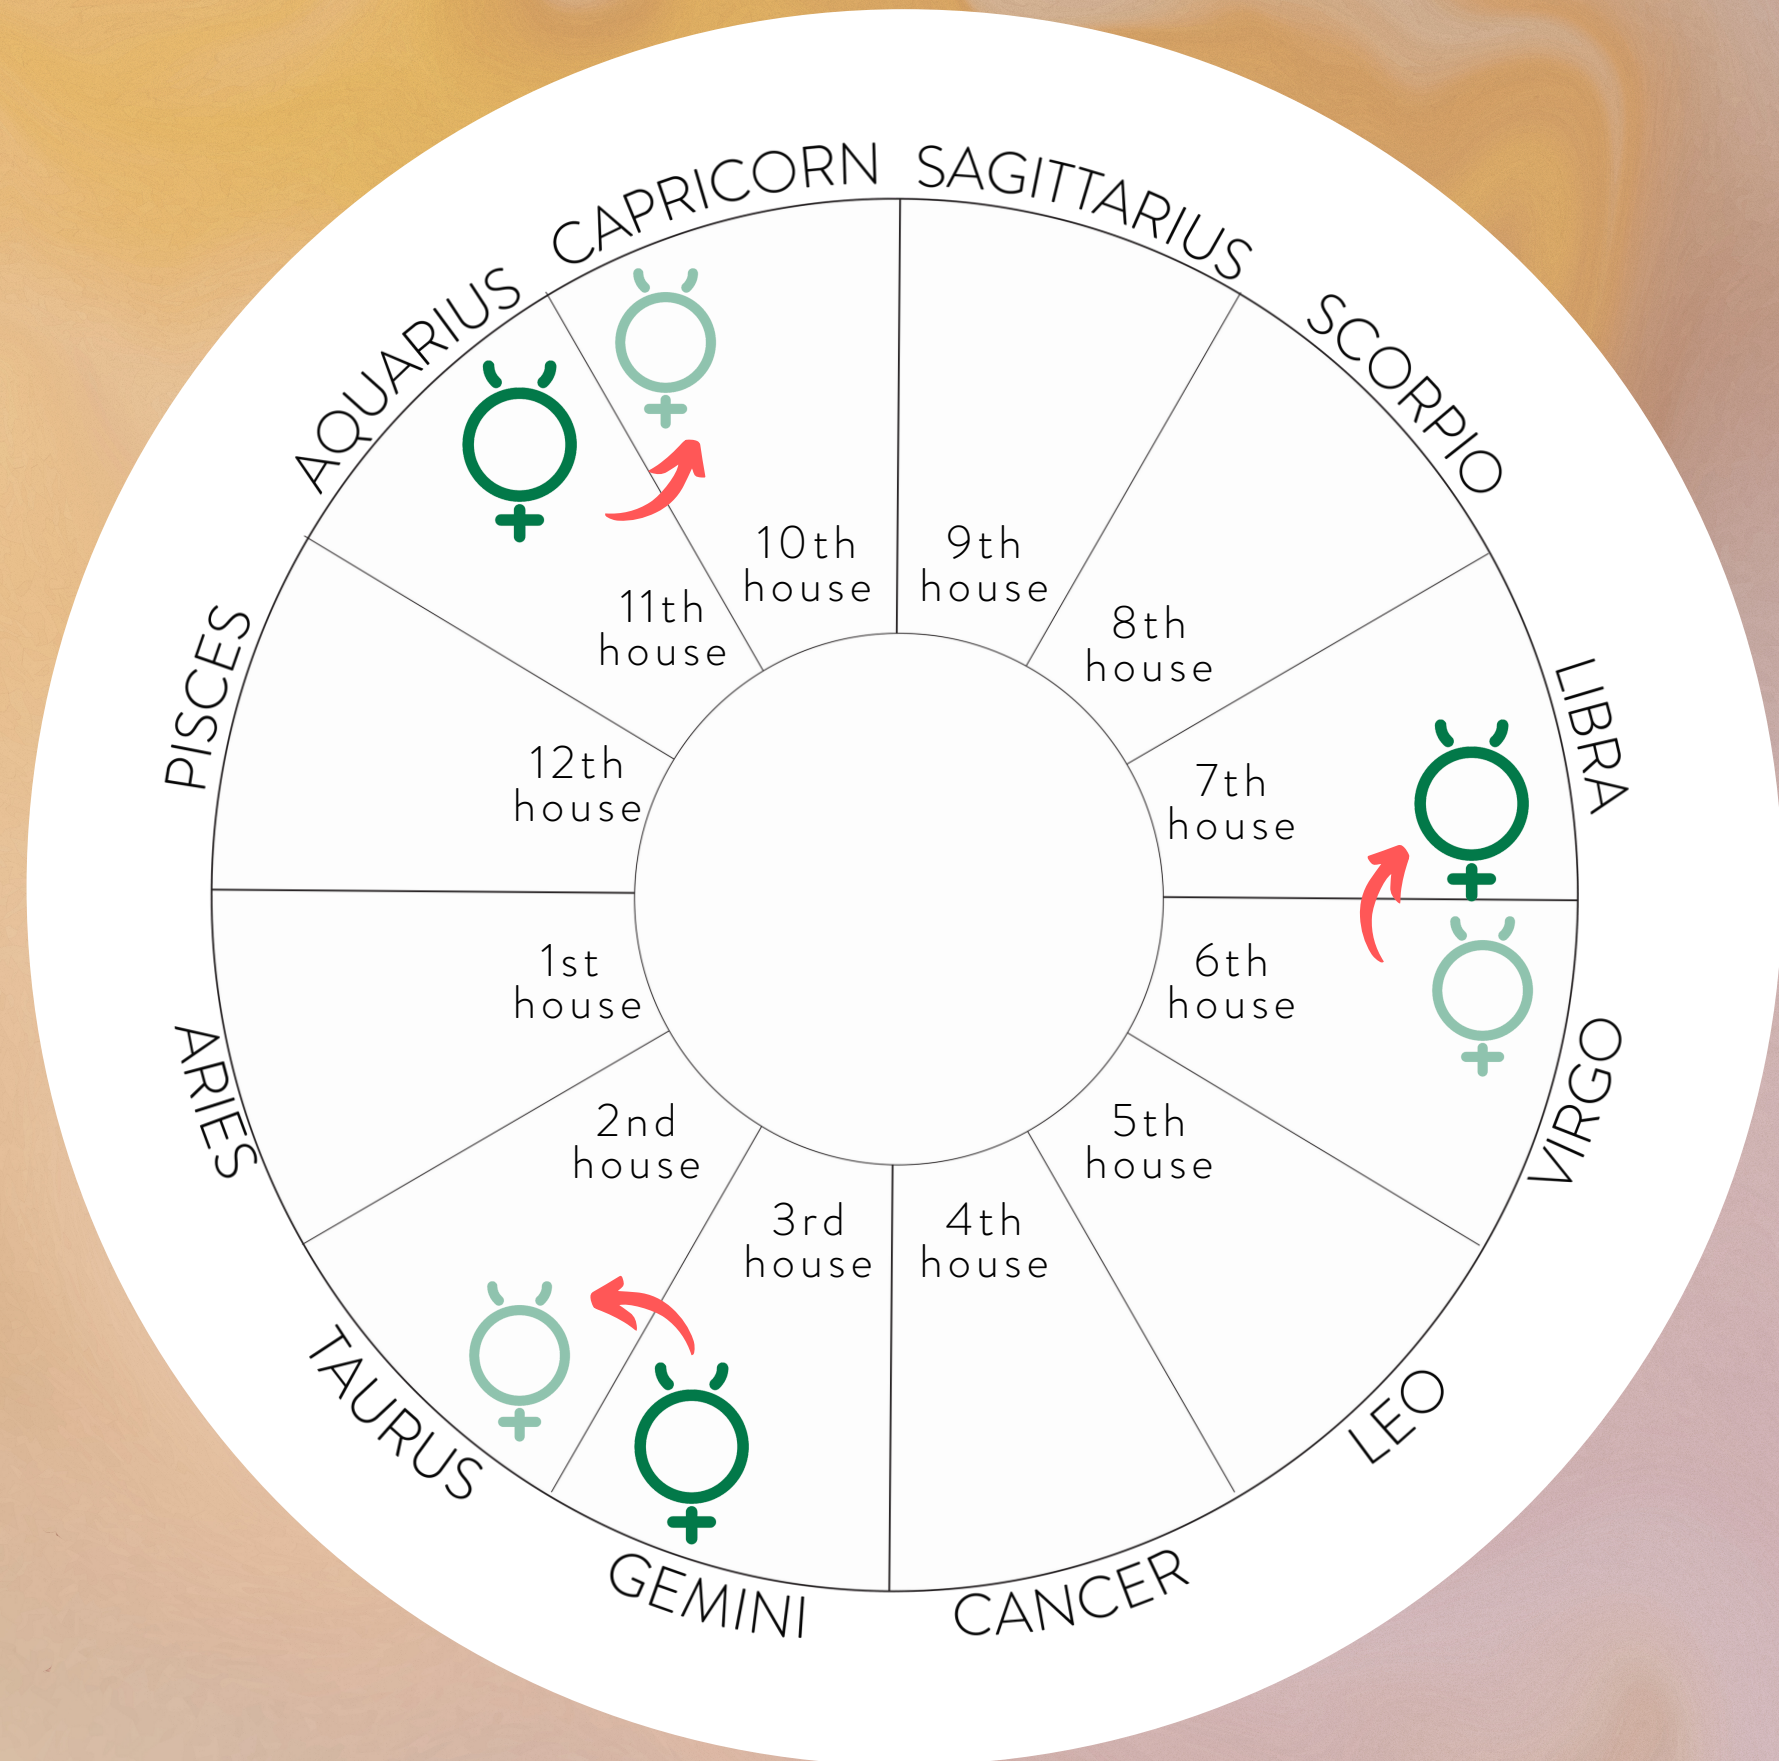 CAPRICORN
SAGITTARIUS
AQUARIUS
SCORPIO
PISCES
LIBRA
ARIES
VIRGO
TAURUS
LEO
GEMINI
CANCER
10th
house
9th
house
11th
house
8th
house
12th
house
7th
house
1st
house
6th
house
2nd
house
5th
house
3rd
house
4th
house